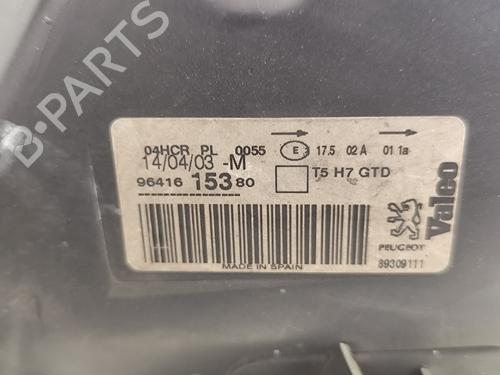 04HCR PL 0055 E 17.5 02 A 01 1a
14/04/03 -M
96416 153 80 T5 H7 GTD
PEUGEOT
Valeo
MADE IN SPAIN
89309111
B-PARTS